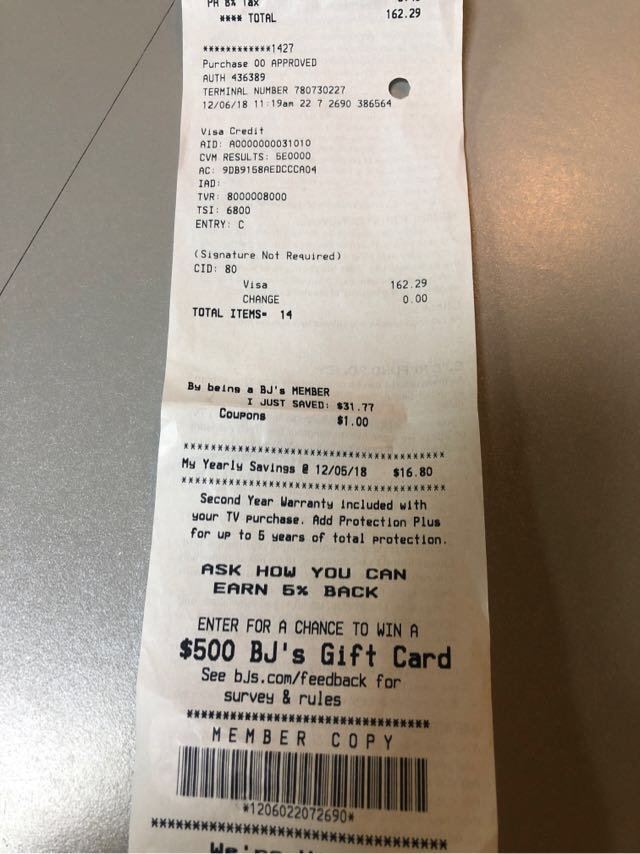 PA 8% Tax
**** TOTAL 162.29
************1427
Purchase 00 APPROVED
AUTH 436389
TERMINAL NUMBER 780730227
12/06/18 11:19am 22 7 2690 386564
Visa Credit
AID: A0000000031010
CVM RESULTS: 5E0000
AC: 9DB9158AEDCCCA04
IAD:
TVR: 8000008000
TSI: 6800
ENTRY: C
(Signature Not Required)
CID: 80
Visa 162.29
CHANGE 0.00
TOTAL ITEMS= 14
By being a BJ's MEMBER
I JUST SAVED: $31.77
Coupons $1.00
My Yearly Savings @ 12/05/18 $16.80
Second Year Warranty included with
your TV purchase. Add Protection Plus
for up to 5 years of total protection.
ASK HOW YOU CAN
EARN 5% BACK
ENTER FOR A CHANCE TO WIN A
$500 BJ's Gift Card
See bJs.com/feedback for
survey & rules
MEMBER COPY
*1206022072690*